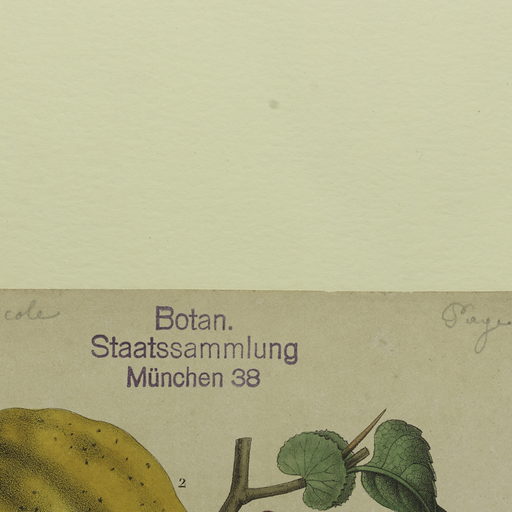 Botan.
Staatssammlung
München 38
2